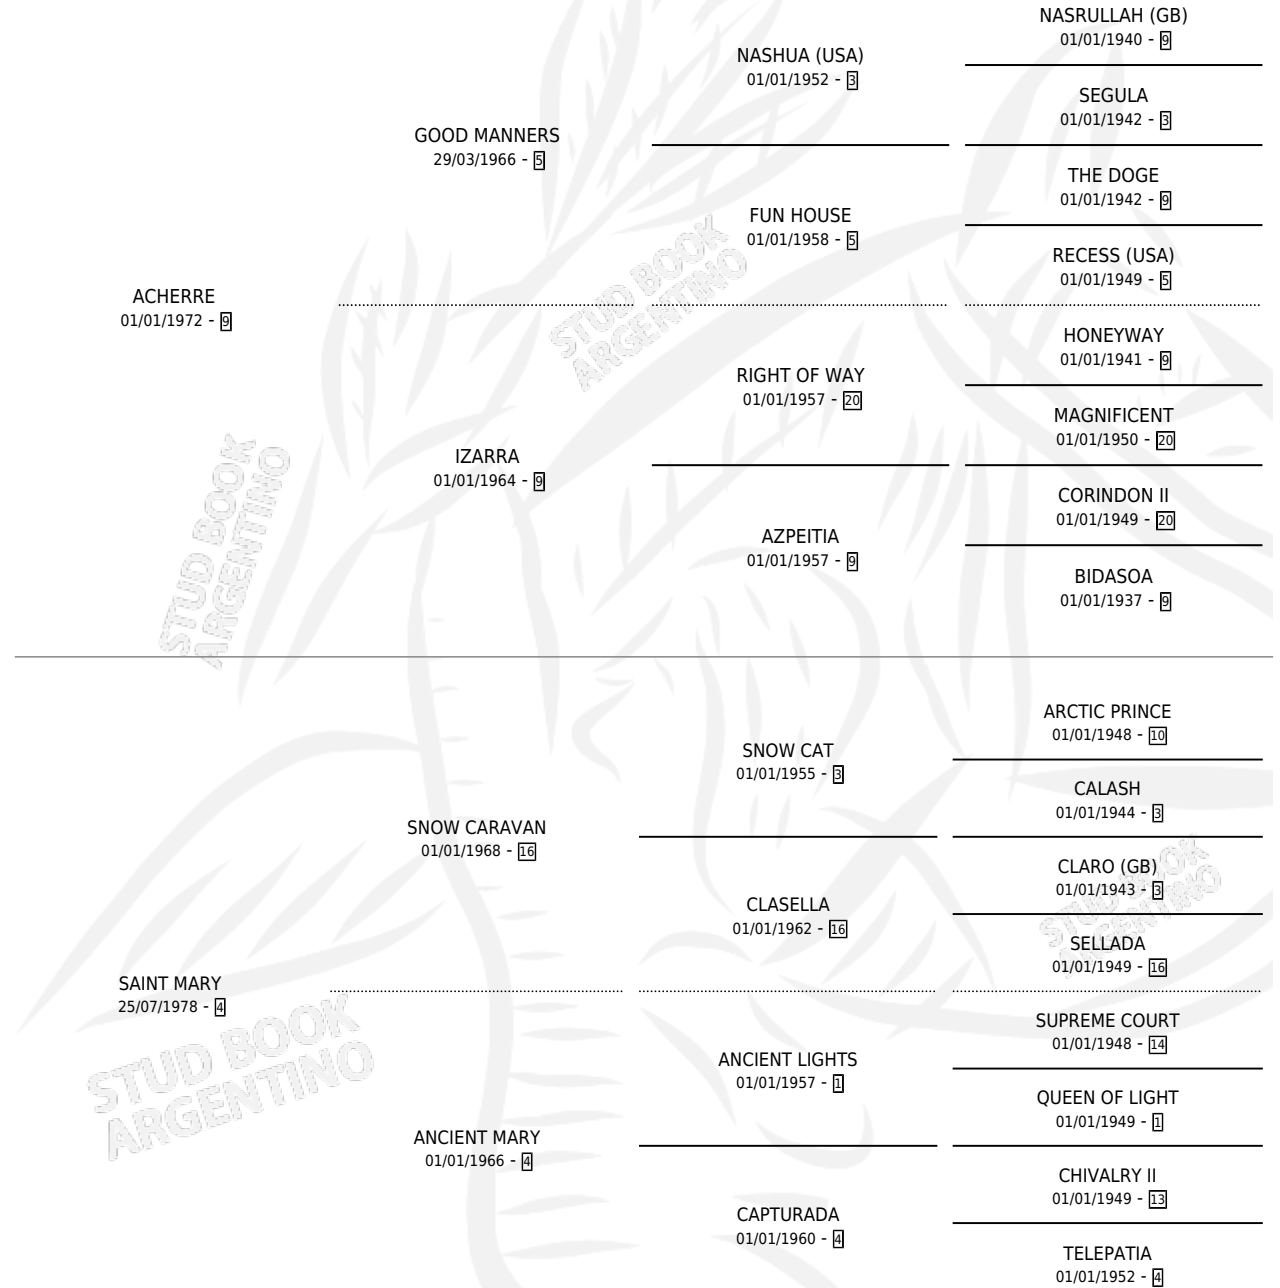 NASRULLAH (GB)
01/01/1940 - 9
NASHUA (USA)
01/01/1952 - 3
SEGULA
01/01/1942 - 3
GOOD MANNERS
29/03/1966 - 5
THE DOGE
01/01/1942 - 9
FUN HOUSE
01/01/1958 - 5
RECESS (USA)
01/01/1949 - 5
ACHERRE
01/01/1972 - 9
HONEYWAY
01/01/1941 - 9
RIGHT OF WAY
01/01/1957 - 20
MAGNIFICENT
01/01/1950 - 20
IZARRA
01/01/1964 - 9
CORINDON II
01/01/1949 - 20
AZPEITIA
01/01/1957 - 9
BIDASOA
01/01/1937 - 9
ARCTIC PRINCE
01/01/1948 - 10
SNOW CAT
01/01/1955 - 3
CALASH
01/01/1944 - 3
SNOW CARAVAN
01/01/1968 - 16
CLARO (GB)
01/01/1943 - 3
CLASELLA
01/01/1962 - 16
SELLADA
01/01/1949 - 16
SAINT MARY
25/07/1978 - 4
SUPREME COURT
01/01/1948 - 14
ANCIENT LIGHTS
01/01/1957 - 1
QUEEN OF LIGHT
01/01/1949 - 1
ANCIENT MARY
01/01/1966 - 4
CHIVALRY II
01/01/1949 - 13
CAPTURADA
01/01/1960 - 4
TELEPATIA
01/01/1952 - 4
STUD BOOK
ARGENTINO
STUD BOOK
ARGENTINO
STUD BOOK
ARGENTINO
STUD BOOK
ARGENTINO